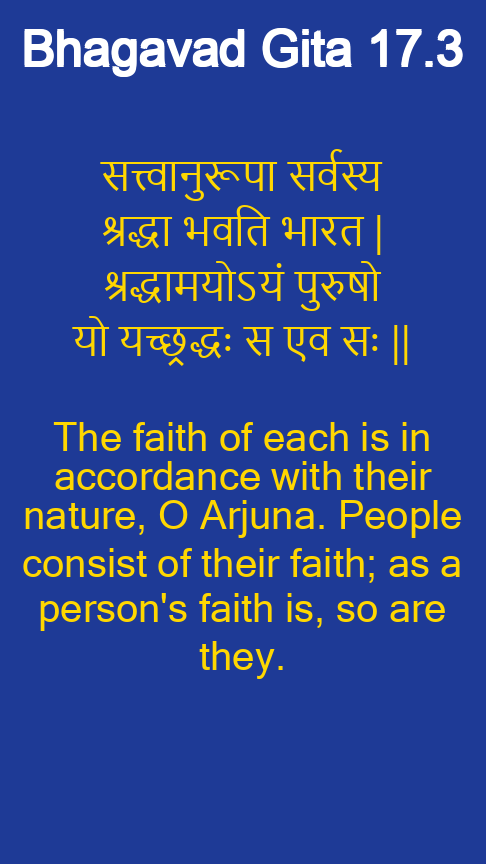 Bhagavad Gita 17.3
सत्त्वानुरूपा सर्वस्य
श्रद्धा भवति भारत |
श्रद्धामयोऽयं पुरुषो
यो यच्छ्रद्धः स एव सः ||
The faith of each is in
accordance with their
nature, O Arjuna. People
consist of their faith; as a
person's faith is, so are
they.